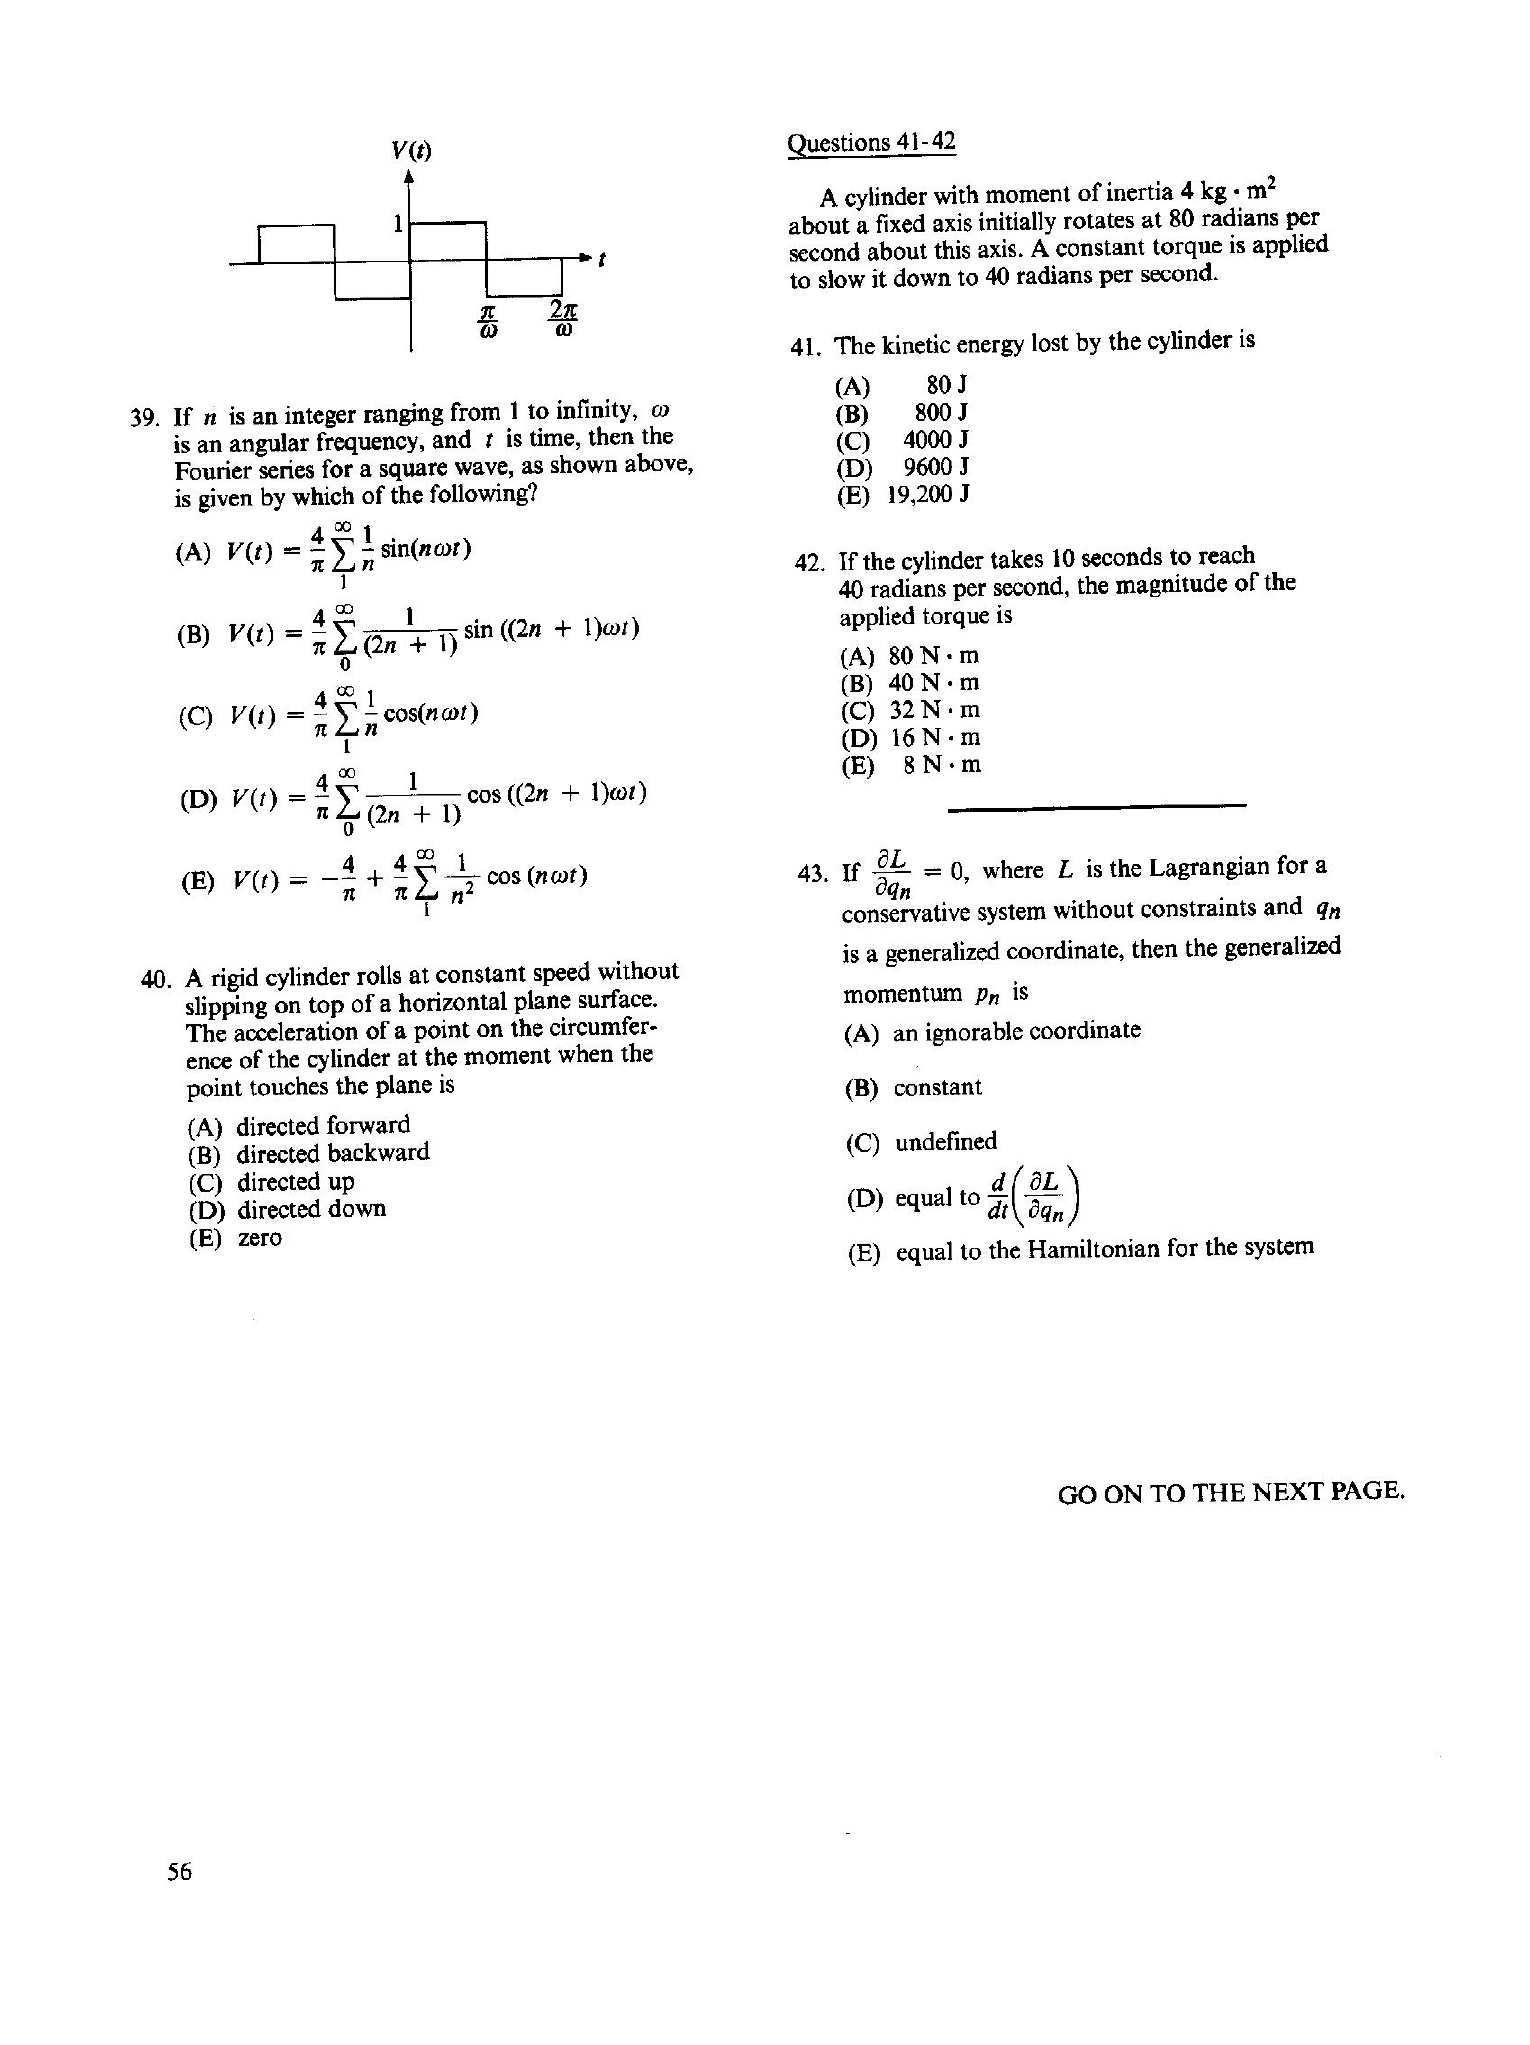 V(t)
1
t
π/ω
2π/ω
39. If n is an integer ranging from 1 to infinity, ω
is an angular frequency, and t is time, then the
Fourier series for a square wave, as shown above,
is given by which of the following?
(A) V(t) = 4/π ∑_1^∞ 1/n sin(nωt)
(B) V(t) = 4/π ∑_0^∞ 1/(2n + 1) sin ((2n + 1)ωt)
(C) V(t) = 4/π ∑_1^∞ 1/n cos(nωt)
(D) V(t) = 4/π ∑_0^∞ 1/(2n + 1) cos ((2n + 1)ωt)
(E) V(t) = −4/π + 4/π ∑_1^∞ 1/n² cos (nωt)
40. A rigid cylinder rolls at constant speed without
slipping on top of a horizontal plane surface.
The acceleration of a point on the circumfer-
ence of the cylinder at the moment when the
point touches the plane is
(A) directed forward
(B) directed backward
(C) directed up
(D) directed down
(E) zero
Questions 41-42
A cylinder with moment of inertia 4 kg · m²
about a fixed axis initially rotates at 80 radians per
second about this axis. A constant torque is applied
to slow it down to 40 radians per second.
41. The kinetic energy lost by the cylinder is
(A) 80 J
(B) 800 J
(C) 4000 J
(D) 9600 J
(E) 19,200 J
42. If the cylinder takes 10 seconds to reach
40 radians per second, the magnitude of the
applied torque is
(A) 80 N · m
(B) 40 N · m
(C) 32 N · m
(D) 16 N · m
(E) 8 N · m
43. If ∂L/∂qₙ = 0, where L is the Lagrangian for a
conservative system without constraints and qₙ
is a generalized coordinate, then the generalized
momentum pₙ is
(A) an ignorable coordinate
(B) constant
(C) undefined
(D) equal to d/dt (∂L/∂qₙ)
(E) equal to the Hamiltonian for the system
GO ON TO THE NEXT PAGE.
56